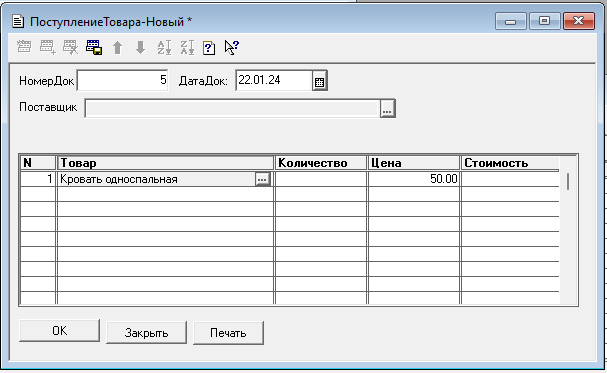 ПоступлениеТовара-Новый *
НомерДок 5 ДатаДок: 22.01.24
Поставщик ...
N Товар Количество Цена Стоимость
1 Кровать односпальная ... 50.00
OK Закрыть Печать